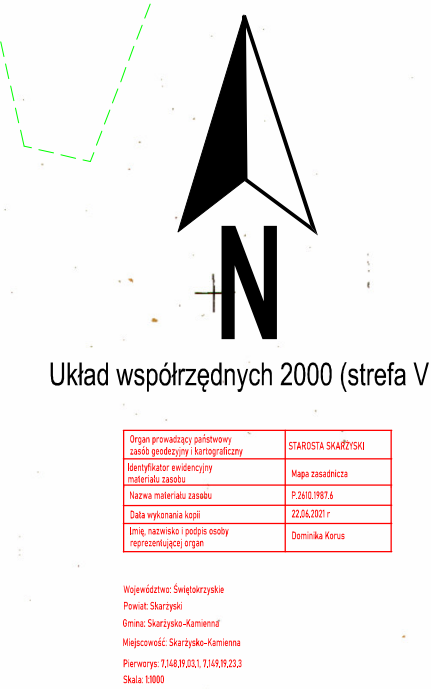 N
Układ współrzędnych 2000 (strefa V
Organ prowadzący państwowy
zasób geodezyjny i kartograficzny
STAROSTA SKARŻYSKI
Identyfikator ewidencyjny
materiału zasobu
Mapa zasadnicza
Nazwa materiału zasobu
P.2610.1987.6
Data wykonania kopii
22.06.2021 r
Imię, nazwisko i podpis osoby
reprezentującej organ
Dominika Korus
Województwo: Świętokrzyskie
Powiat: Skarżyski
Gmina: Skarżysko-Kamienna
Miejscowość: Skarżysko-Kamienna
Pierworys: 7.148.19.03.1, 7.149.19.23.3
Skala: 1:1000